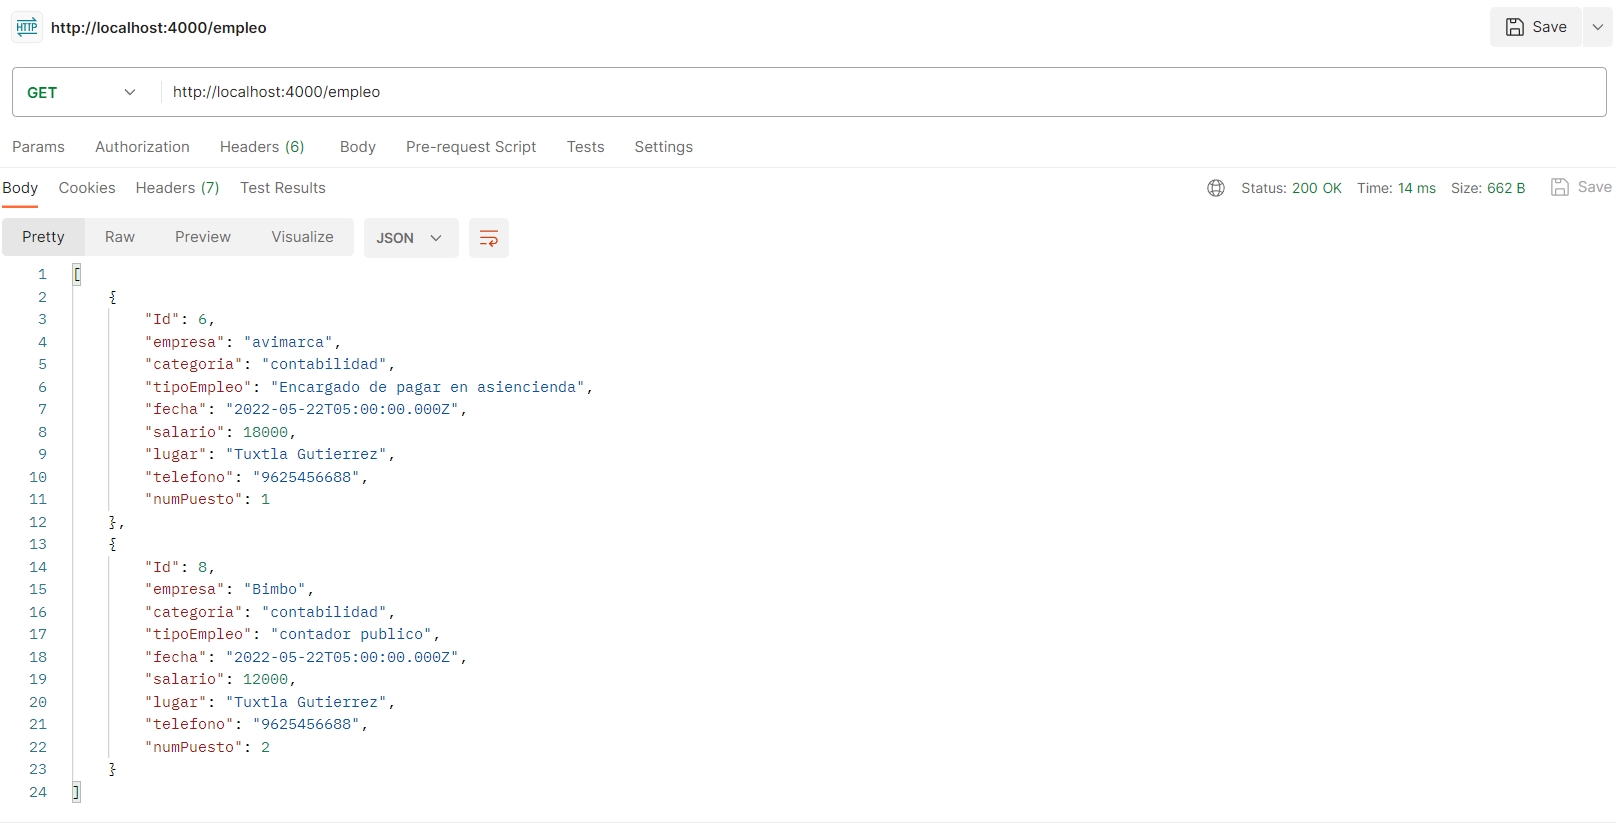 HTTP http://localhost:4000/empleo Save
GET http://localhost:4000/empleo
Params Authorization Headers (6) Body Pre-request Script Tests Settings
Body Cookies Headers (7) Test Results Status: 200 OK Time: 14 ms Size: 662 B Save
Pretty Raw Preview Visualize JSON
1 [
2 {
3 "Id": 6,
4 "empresa": "avimarca",
5 "categoria": "contabilidad",
6 "tipoEmpleo": "Encargado de pagar en asiencienda",
7 "fecha": "2022-05-22T05:00:00.000Z",
8 "salario": 18000,
9 "lugar": "Tuxtla Gutierrez",
10 "telefono": "9625456688",
11 "numPuesto": 1
12 },
13 {
14 "Id": 8,
15 "empresa": "Bimbo",
16 "categoria": "contabilidad",
17 "tipoEmpleo": "contador publico",
18 "fecha": "2022-05-22T05:00:00.000Z",
19 "salario": 12000,
20 "lugar": "Tuxtla Gutierrez",
21 "telefono": "9625456688",
22 "numPuesto": 2
23 }
24 ]